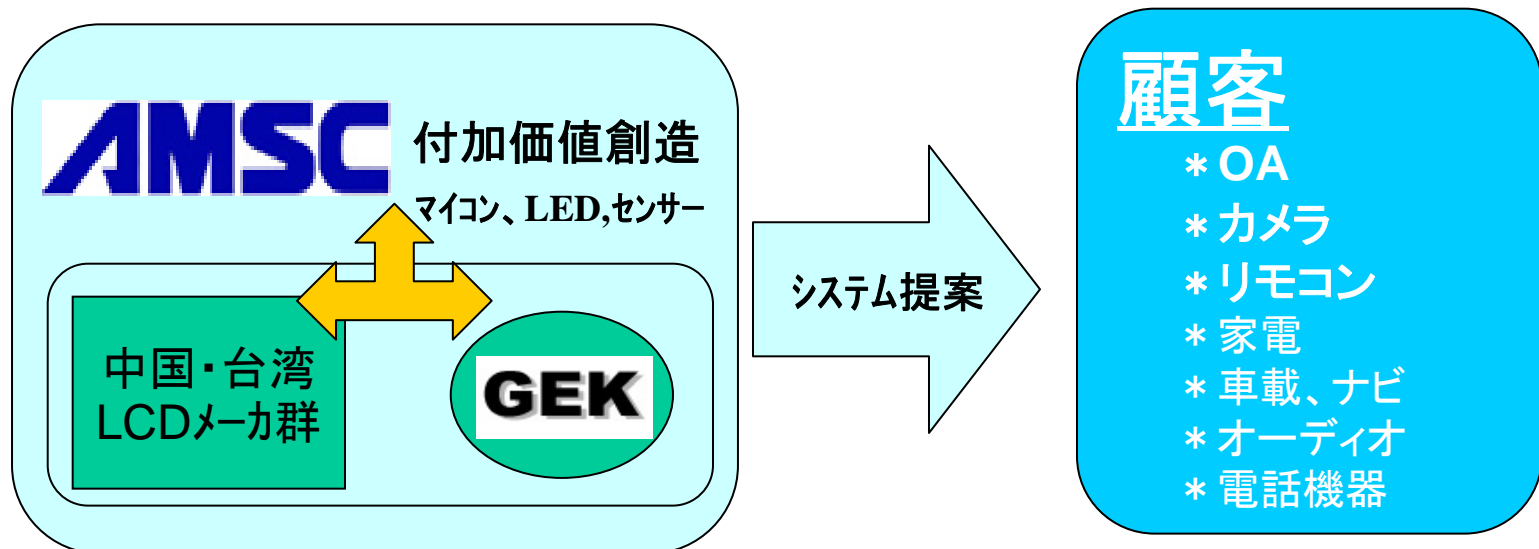 AMSC
付加価値創造
マイコン、LED,センサー
中国・台湾
LCDメーカ群
GEK
システム提案
顧客
＊OA
＊カメラ
＊リモコン
＊家電
＊車載、ナビ
＊オーディオ
＊電話機器